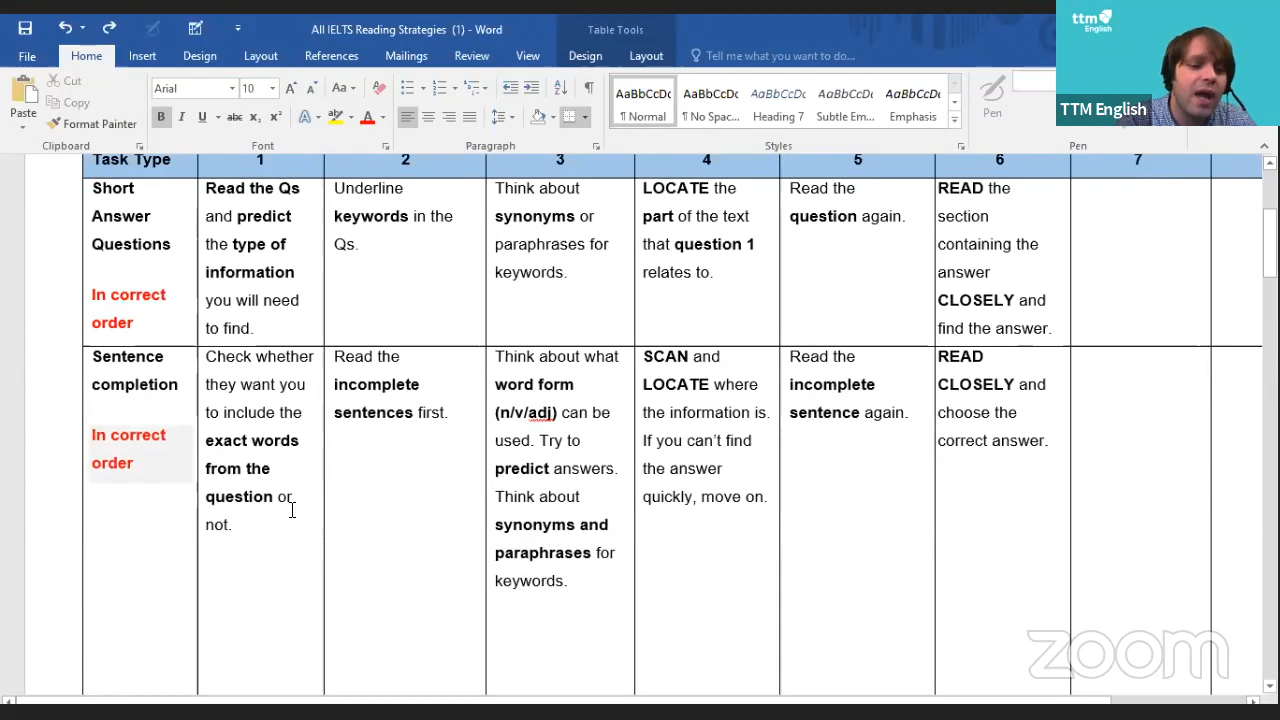 All IELTS Reading Strategies (1) - Word
Table Tools
ttm
English
File
Home
Insert
Design
Layout
References
Mailings
Review
View
Design
Layout
Tell me what you want to do...
Cut
Copy
Format Painter
Paste
Clipboard
Arial
10
Aa
B I U abc x₂ x²
A
Font
Paragraph
AaBbCcDc
AaBbCcDc
AaBbCcDc
AaBbCcDc
AaBbCcDc
¶ Normal
¶ No Spac...
Heading 7
Subtle Em...
Emphasis
Styles
Pen
Pen
TTM English
Task Type
1
2
3
4
5
6
7
Short
Answer
Questions
In correct
order
Read the Qs
and predict
the type of
information
you will need
to find.
Underline
keywords in the
Qs.
Think about
synonyms or
paraphrases for
keywords.
LOCATE the
part of the text
that question 1
relates to.
Read the
question again.
READ the
section
containing the
answer
CLOSELY and
find the answer.
Sentence
completion
In correct
order
Check whether
they want you
to include the
exact words
from the
question or
not.
Read the
incomplete
sentences first.
Think about what
word form
(n/v/adj) can be
used. Try to
predict answers.
Think about
synonyms and
paraphrases for
keywords.
SCAN and
LOCATE where
the information is.
If you can't find
the answer
quickly, move on.
Read the
incomplete
sentence again.
READ
CLOSELY and
choose the
correct answer.
zoom